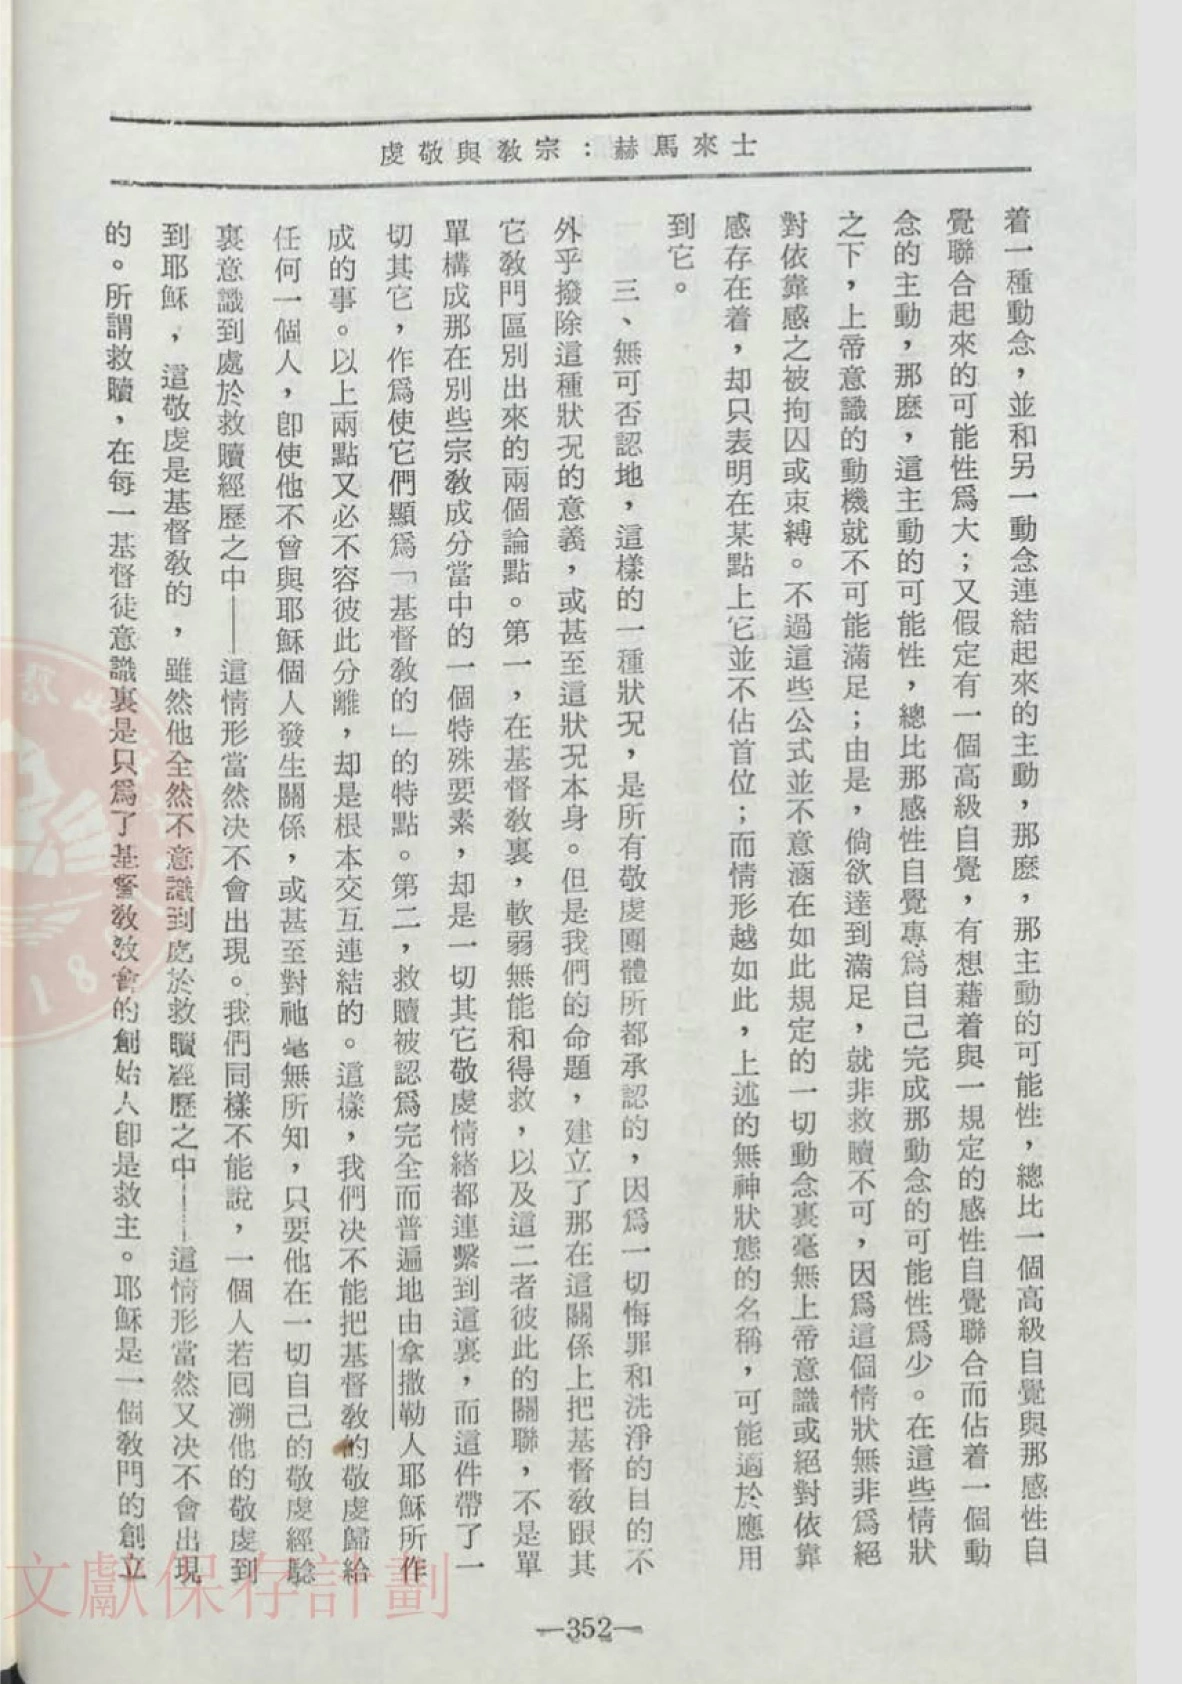 士來馬赫：宗教與敬虔
着一種動念，並和另一動念連結起來的主動，那麽，那主動的可能性，總比一個高級自覺與那感性自
覺聯合起來的可能性爲大；又假定有一個高級自覺，有想藉着與一規定的感性自覺聯合而佔着一個動
念的主動，那麽，這主動的可能性，總比那感性自覺專爲自己完成那動念的可能性爲少。在這些情狀
之下，上帝意識的動機就不可能滿足；由是，倘欲達到滿足，就非救贖不可，因爲這個情狀無非爲絕
對依靠感之被拘囚或束縛。不過這些公式並不意涵在如此規定的一切動念裏毫無上帝意識或絕對依靠
感存在着，却只表明在某點上它並不佔首位；而情形越如此，上述的無神狀態的名稱，可能適於應用
到它。
三、無可否認地，這樣的一種狀況，是所有敬虔團體所都承認的，因爲一切悔罪和洗淨的目的不
外乎撥除這種狀況的意義，或甚至這狀況本身。但是我們的命題，建立了那在這關係上把基督教跟其
它教門區別出來的兩個論點。第一，在基督教裏，軟弱無能和得救，以及這二者彼此的關聯，不是單
單構成那在別些宗教成分當中的一個特殊要素，却是一切其它敬虔情緒都連繫到這裏，而這件帶了一
切其它，作爲使它們顯爲「基督教的」的特點。第二，救贖被認爲完全而普遍地由拿撒勒人耶穌所作
成的事。以上兩點又必不容彼此分離，却是根本交互連結的。這樣，我們决不能把基督教的敬虔歸給
任何一個人，卽使他不曾與耶穌個人發生關係，或甚至對祂毫無所知，只要他在一切自己的敬虔經驗
裏意識到處於救贖經歷之中——這情形當然决不會出現。我們同樣不能說，一個人若囘溯他的敬虔到
到耶穌，這敬虔是基督教的，雖然他全然不意識到處於救贖經歷之中——這情形當然又决不會出現
的。所謂救贖，在每一基督徒意識裏是只爲了基督教教會的創始人卽是救主。耶穌是一個教門的創立
—352—
文獻保存計劃